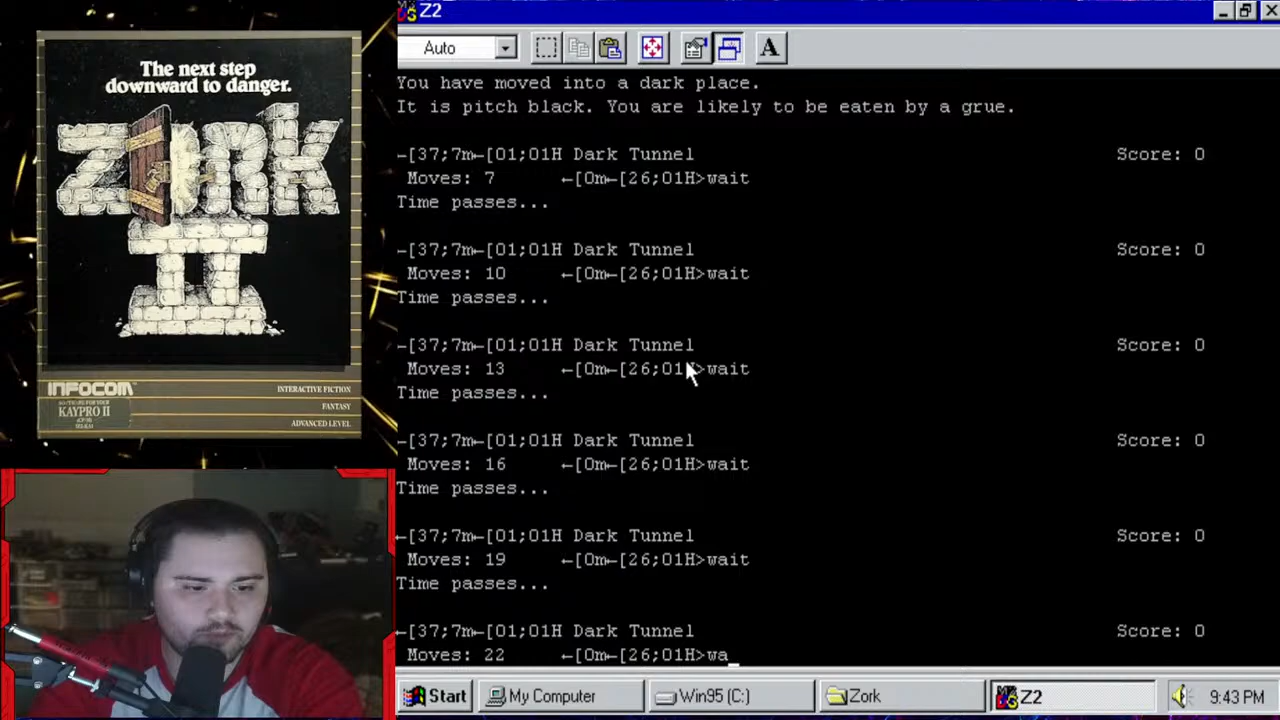 The next step
downward to danger.
ZORK
II
INFOCOM
INTERACTIVE FICTION
FANTASY
ADVANCED LEVEL
KAYPRO II
Z2
Auto
A
You have moved into a dark place.
It is pitch black. You are likely to be eaten by a grue.
←[37;7m←[01;01H Dark Tunnel Score: 0
Moves: 7 ←[0m←[26;01H>wait
Time passes...
←[37;7m←[01;01H Dark Tunnel Score: 0
Moves: 10 ←[0m←[26;01H>wait
Time passes...
←[37;7m←[01;01H Dark Tunnel Score: 0
Moves: 13 ←[0m←[26;01H>wait
Time passes...
←[37;7m←[01;01H Dark Tunnel Score: 0
Moves: 16 ←[0m←[26;01H>wait
Time passes...
←[37;7m←[01;01H Dark Tunnel Score: 0
Moves: 19 ←[0m←[26;01H>wait
Time passes...
←[37;7m←[01;01H Dark Tunnel Score: 0
Moves: 22 ←[0m←[26;01H>wa_
Start My Computer Win95 (C:) Zork Z2 9:43 PM